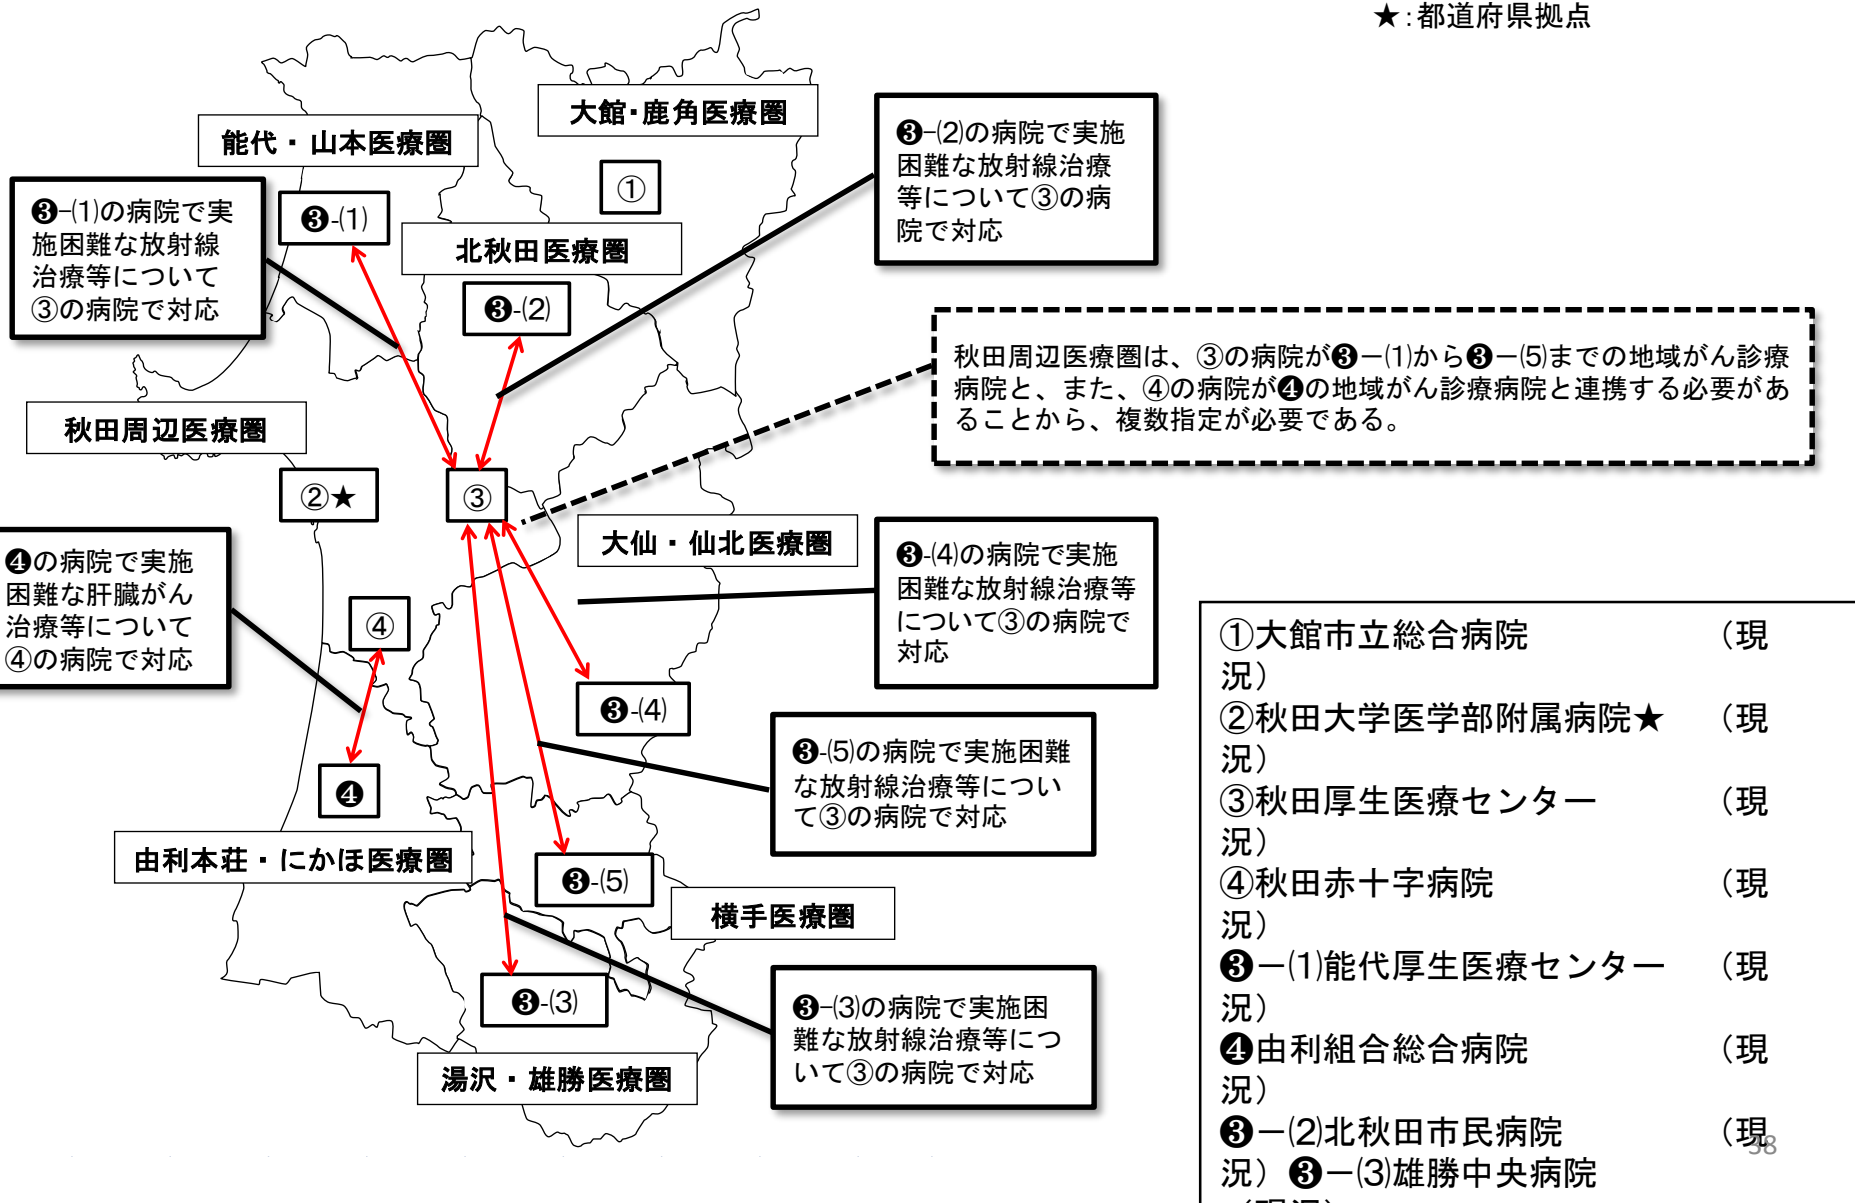 ★：都道府県拠点
大館・鹿角医療圏
能代・山本医療圏
❸-⑵の病院で実施
困難な放射線治療
等について③の病
院で対応
①
❸-⑴の病院で実
施困難な放射線
治療等について
③の病院で対応
❸-⑴
北秋田医療圏
❸-⑵
秋田周辺医療圏は、③の病院が❸－⑴から❸－⑸までの地域がん診療
病院と、また、④の病院が❹の地域がん診療病院と連携する必要があ
ることから、複数指定が必要である。
秋田周辺医療圏
②★
③
大仙・仙北医療圏
❹の病院で実施
困難な肝臓がん
治療等について
④の病院で対応
❸-⑷の病院で実施
困難な放射線治療等
について③の病院で
対応
④
❸-⑷
❸-⑸の病院で実施困難
な放射線治療等につい
て③の病院で対応
❹
由利本荘・にかほ医療圏
❸-⑸
横手医療圏
❸-⑶
❸-⑶の病院で実施困
難な放射線治療等につ
いて③の病院で対応
湯沢・雄勝医療圏
①大館市立総合病院　（現
況）
②秋田大学医学部附属病院★　（現
況）
③秋田厚生医療センター　（現
況）
④秋田赤十字病院　（現
況）
❸－⑴能代厚生医療センター　（現
況）
❹由利組合総合病院　（現
況）
❸－⑵北秋田市民病院　（現
況）❸－⑶雄勝中央病院
38